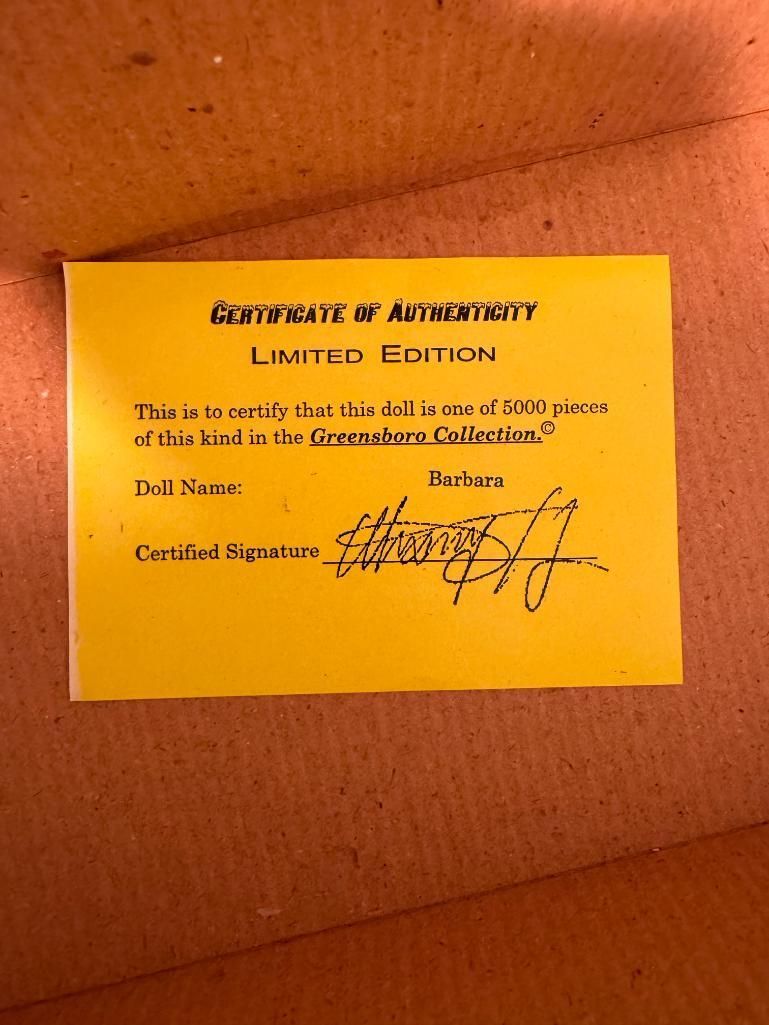 CERTIFICATE OF AUTHENTICITY
LIMITED EDITION
This is to certify that this doll is one of 5000 pieces
of this kind in the Greensboro Collection.©
Doll Name: Barbara
Certified Signature